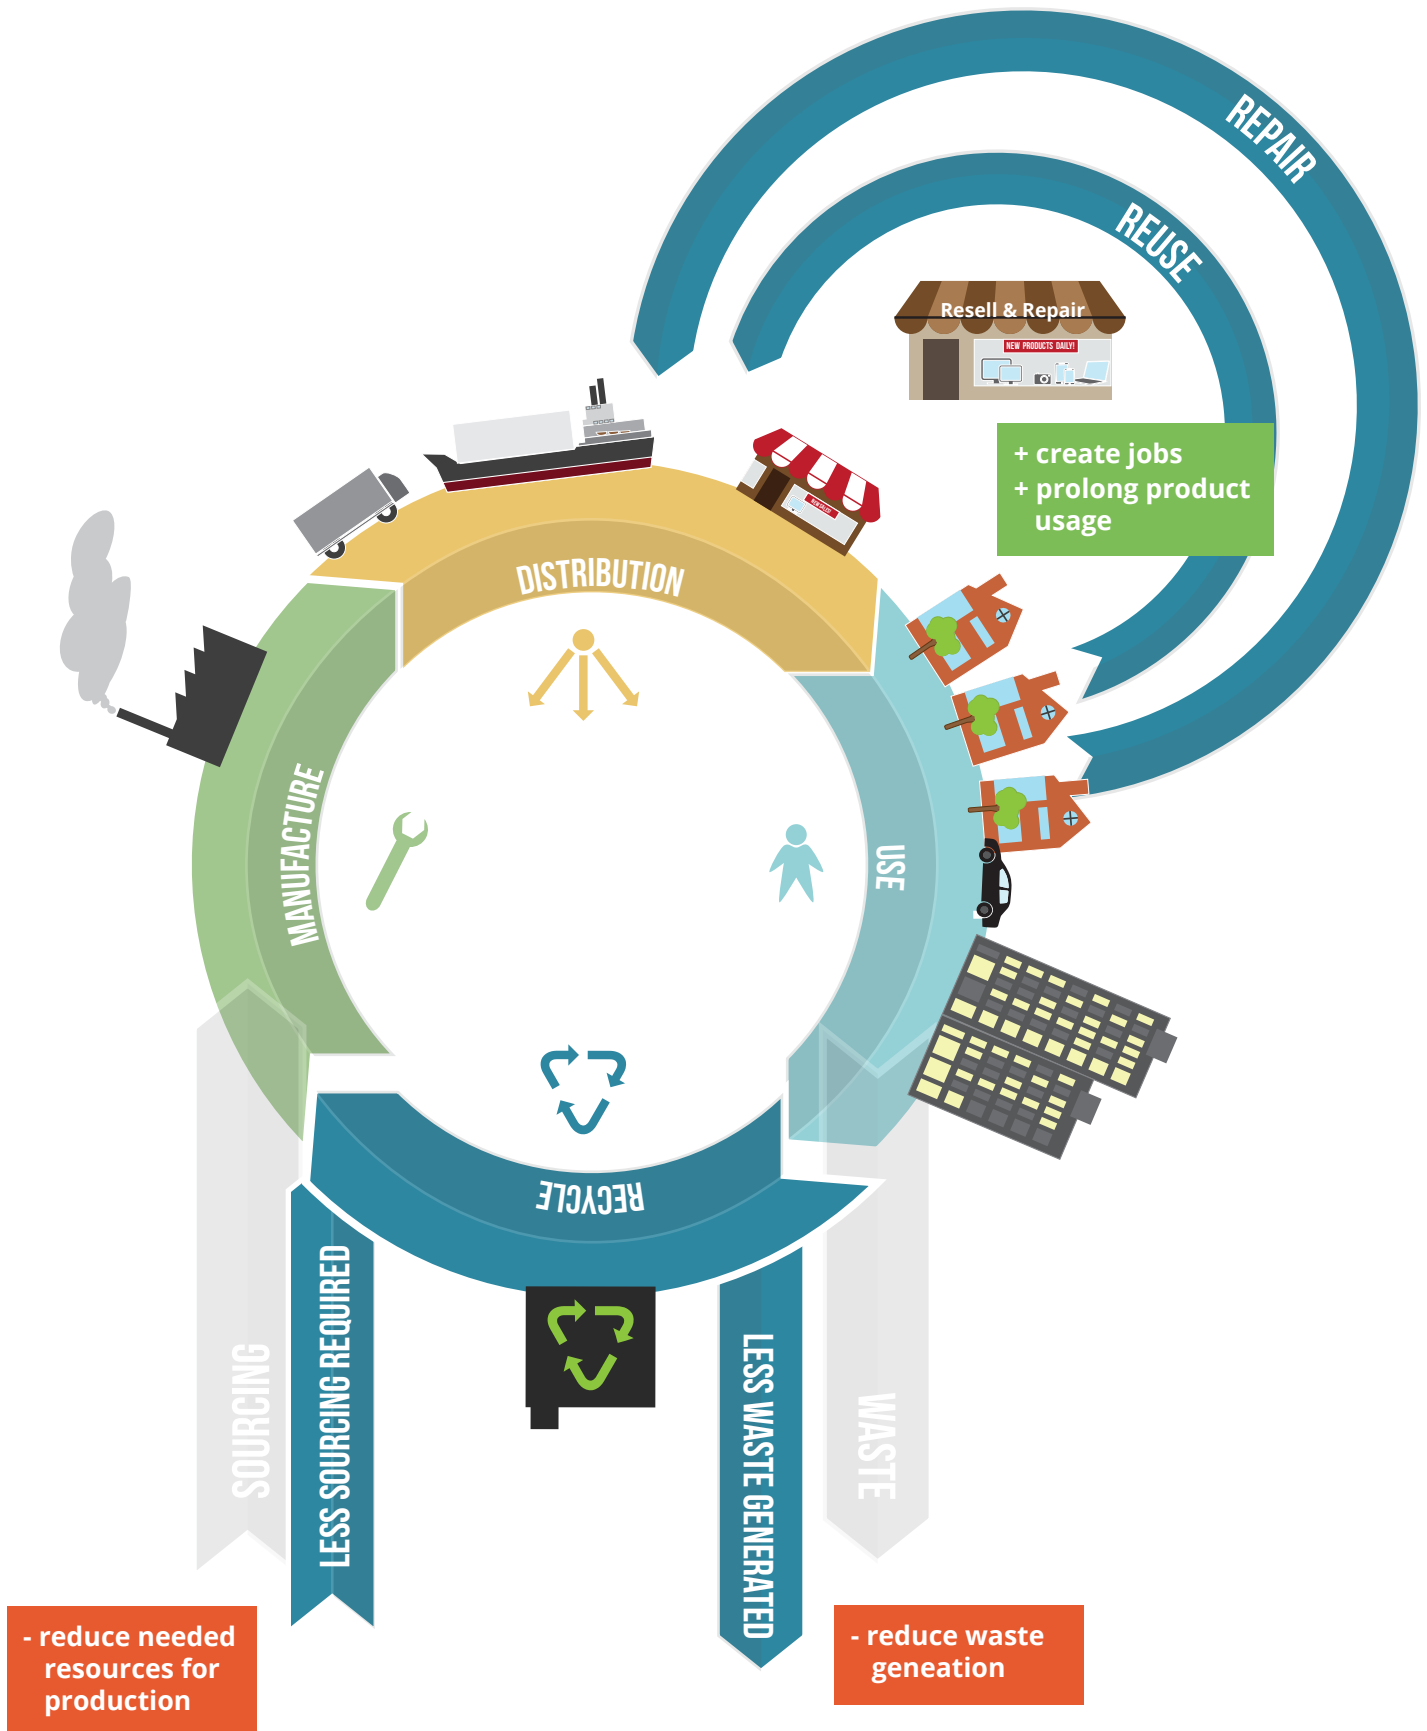 REPAIR
REUSE
Resell & Repair
NEW PRODUCTS DAILY!
+ create jobs
+ prolong product
usage
DISTRIBUTION
MANUFACTURE
USE
RECYCLE
SOURCING
LESS SOURCING REQUIRED
LESS WASTE GENERATED
WASTE
- reduce needed
resources for
production
- reduce waste
geneation